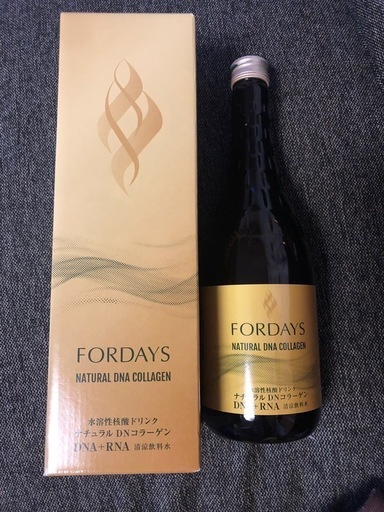 FORDAYS
NATURAL DNA COLLAGEN
水溶性核酸ドリンク
ナチュラル DNコラーゲン
DNA+RNA 清涼飲料水
FORDAYS
NATURAL DNA COLLAGEN
水溶性核酸ドリンク
ナチュラル DNコラーゲン
DNA+RNA 清涼飲料水